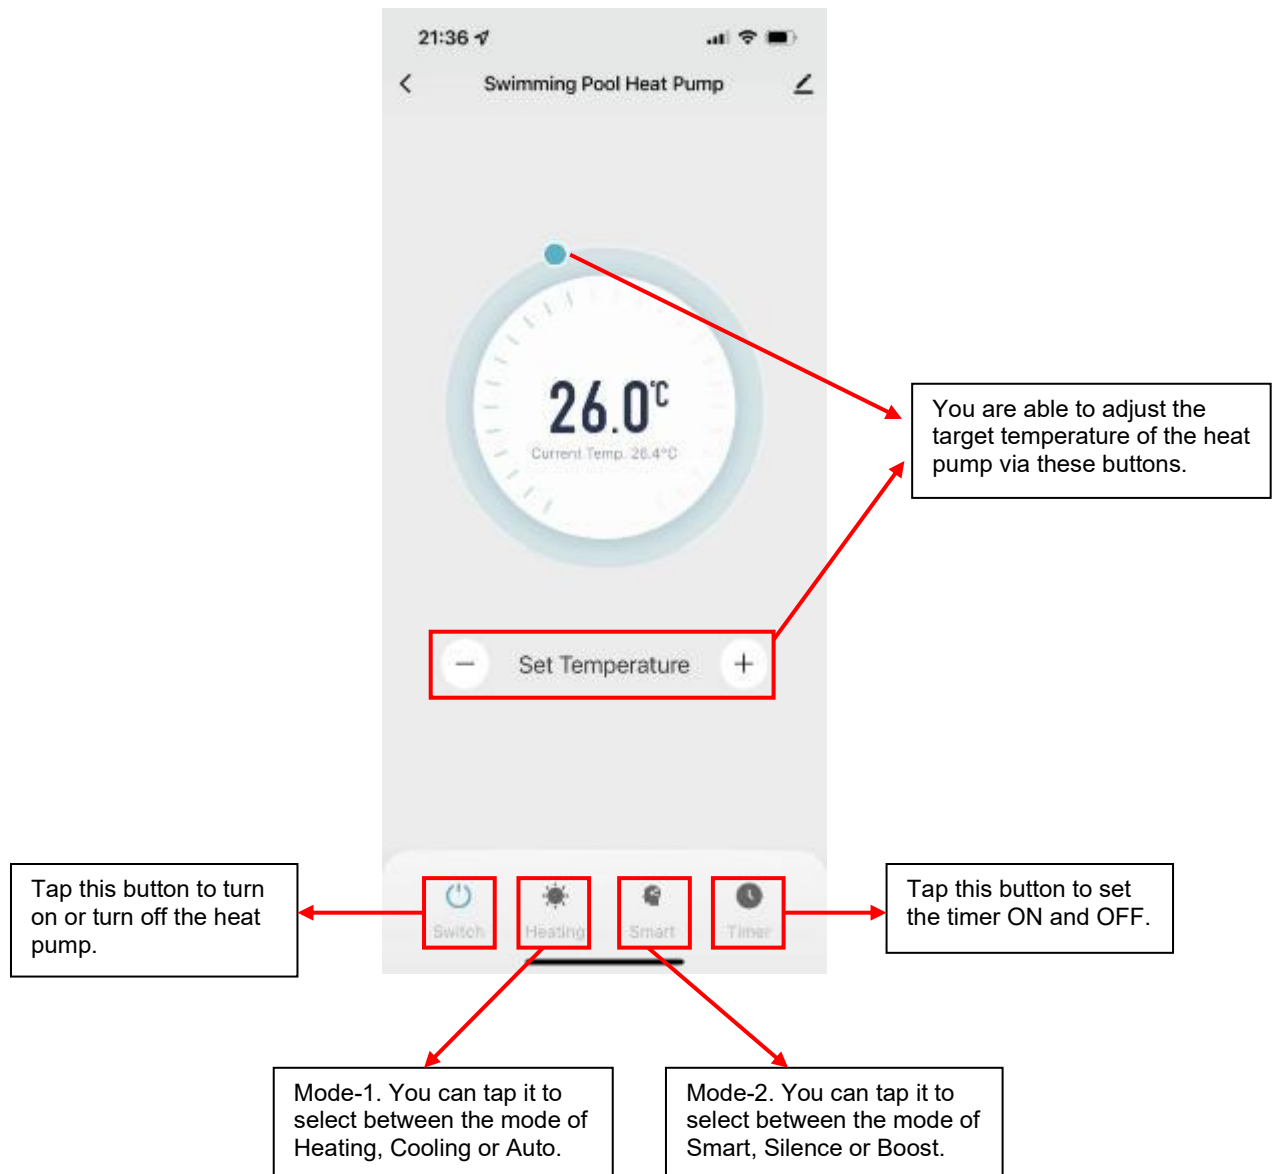 21:36
Swimming Pool Heat Pump
26.0°C
Current Temp. 26.4°C
You are able to adjust the
target temperature of the heat
pump via these buttons.
− Set Temperature +
Tap this button to turn
on or turn off the heat
pump.
Switch Heating Smart Timer
Tap this button to set
the timer ON and OFF.
Mode-1. You can tap it to
select between the mode of
Heating, Cooling or Auto.
Mode-2. You can tap it to
select between the mode of
Smart, Silence or Boost.